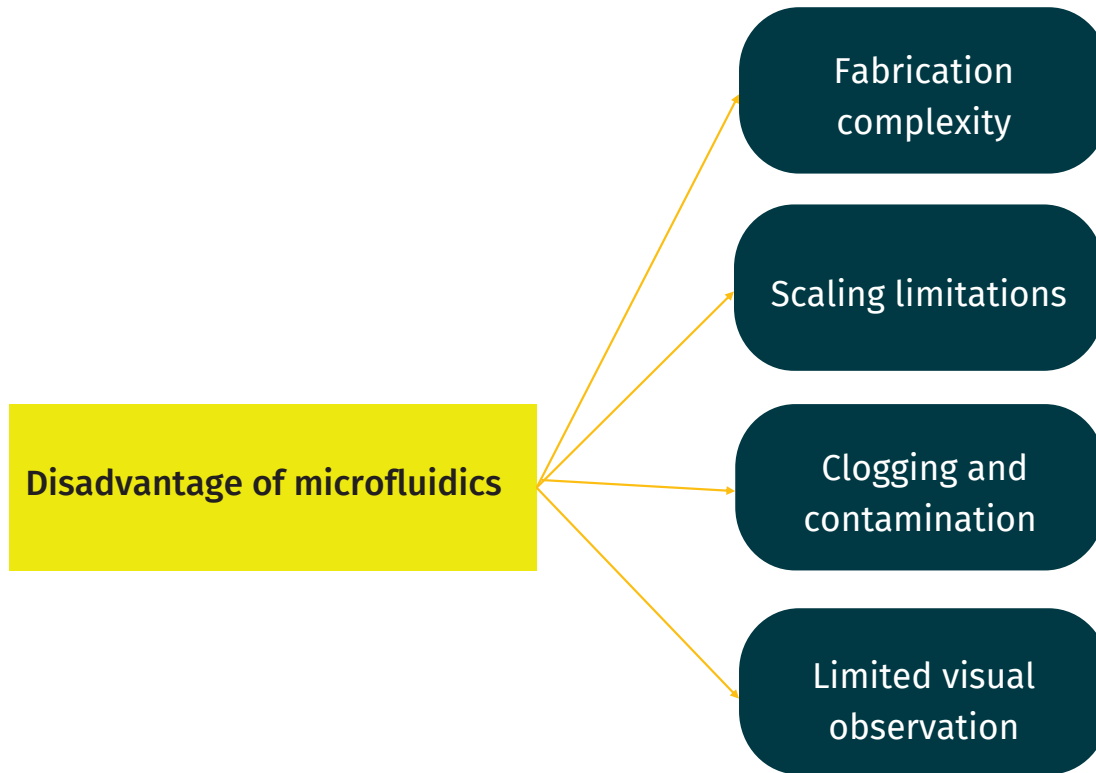 Fabrication
complexity
Scaling limitations
Disadvantage of microfluidics
Clogging and
contamination
Limited visual
observation